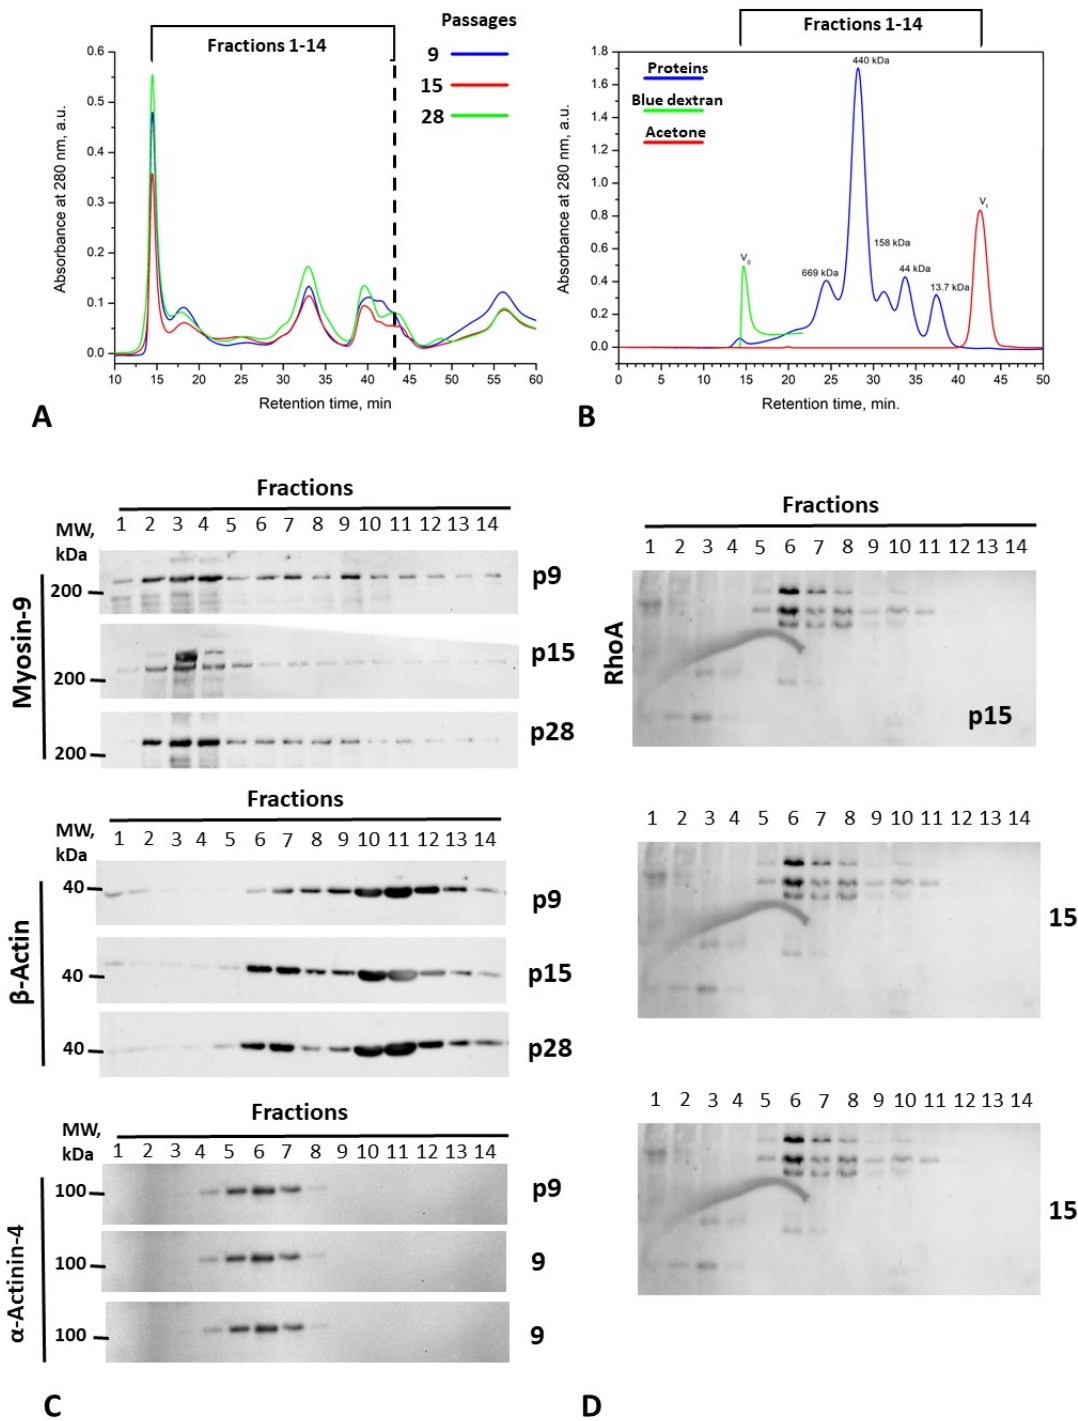 Passages
Fractions 1-14
9
15
28
0.6
0.5
0.4
0.3
0.2
0.1
0.0
Absorbance at 280 nm, a.u.
10 15 20 25 30 35 40 45 50 55 60
Retention time, min
A
Fractions 1-14
Proteins
Blue dextran
Acetone
1.8
1.6
1.4
1.2
1.0
0.8
0.6
0.4
0.2
0.0
Absorbance at 280 nm, a.u.
440 kDa
V0
669 kDa
158 kDa
44 kDa
13.7 kDa
Vt
0 5 10 15 20 25 30 35 40 45 50
Retention time, min.
B
Fractions
MW, kDa
1 2 3 4 5 6 7 8 9 10 11 12 13 14
Myosin-9
200 p9
200 p15
200 p28
Fractions
MW, kDa
1 2 3 4 5 6 7 8 9 10 11 12 13 14
β-Actin
40 p9
40 p15
40 p28
Fractions
MW, kDa
1 2 3 4 5 6 7 8 9 10 11 12 13 14
α-Actinin-4
100 p9
100 9
100 9
C
Fractions
1 2 3 4 5 6 7 8 9 10 11 12 13 14
RhoA
p15
1 2 3 4 5 6 7 8 9 10 11 12 13 14
15
1 2 3 4 5 6 7 8 9 10 11 12 13 14
15
D